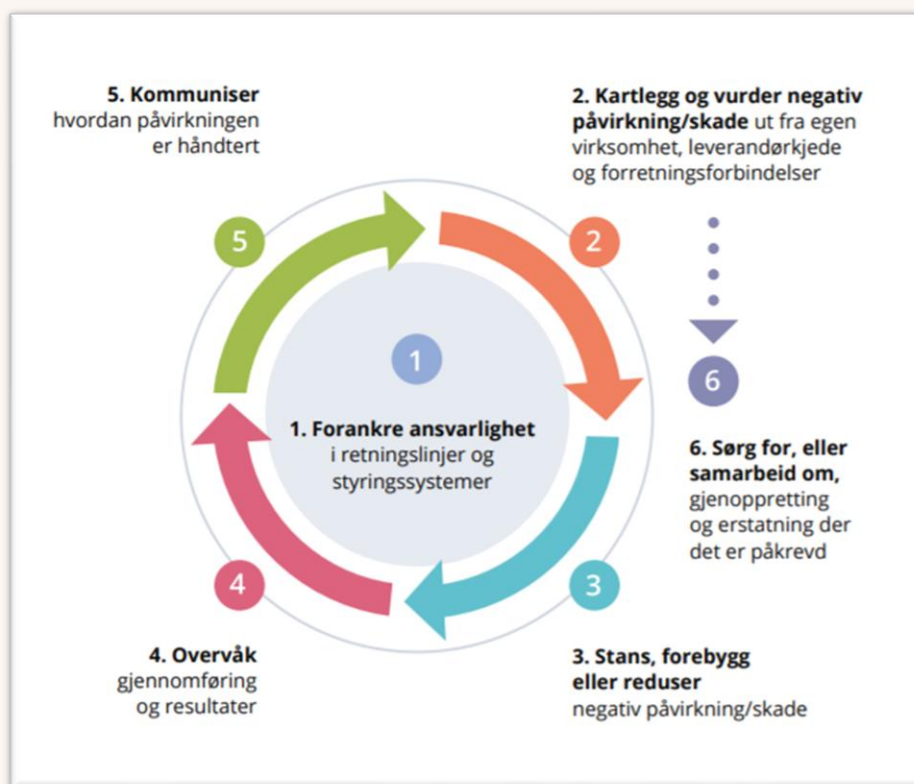 5. Kommuniser
hvordan påvirkningen
er håndtert
2. Kartlegg og vurder negativ
påvirkning/skade ut fra egen
virksomhet, leverandørkjede
og forretningsforbindelser
5
2
1
6
1. Forankre ansvarlighet
i retningslinjer og
styringssystemer
6. Sørg for, eller
samarbeid om,
gjenoppretting
og erstatning der
det er påkrevd
4
3
4. Overvåk
gjennomføring
og resultater
3. Stans, forebygg
eller reduser
negativ påvirkning/skade